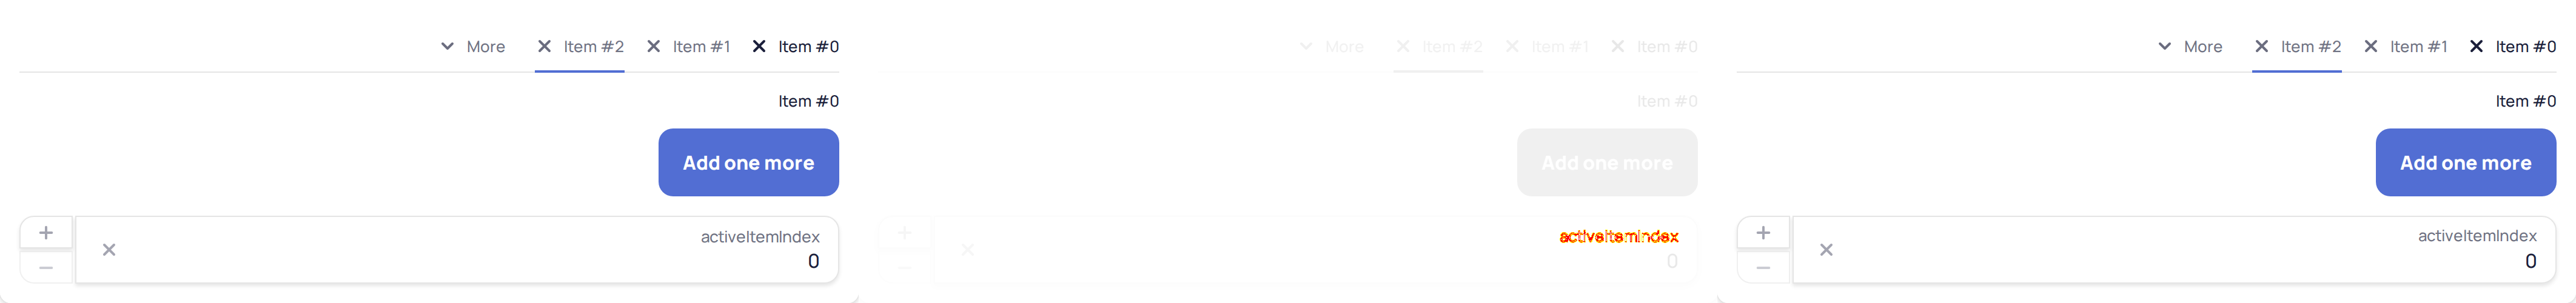 More Item #2 Item #1 Item #0
Item #0
Add one more
+
activeItemIndex
0
−
More Item #2 Item #1 Item #0
Item #0
Add one more
+
activeItemIndex
0
−
More Item #2 Item #1 Item #0
Item #0
Add one more
+
activeItemIndex
0
−